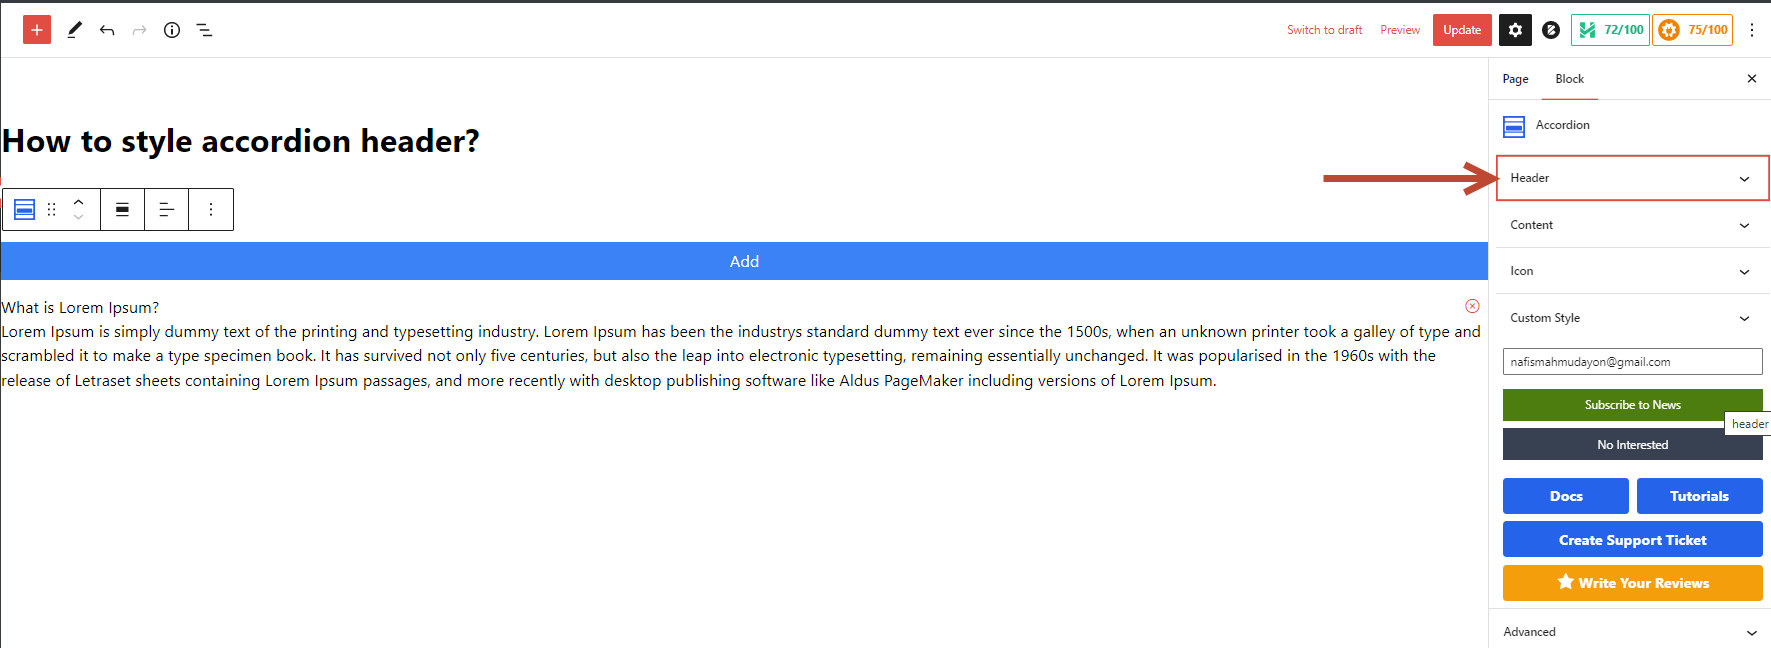 Switch to draft
Preview
Update
72/100
75/100
Page
Block
Accordion
How to style accordion header?
Header
Content
Add
Icon
What is Lorem Ipsum?
Lorem Ipsum is simply dummy text of the printing and typesetting industry. Lorem Ipsum has been the industrys standard dummy text ever since the 1500s, when an unknown printer took a galley of type and
scrambled it to make a type specimen book. It has survived not only five centuries, but also the leap into electronic typesetting, remaining essentially unchanged. It was popularised in the 1960s with the
release of Letraset sheets containing Lorem Ipsum passages, and more recently with desktop publishing software like Aldus PageMaker including versions of Lorem Ipsum.
Custom Style
nafismahmudayon@gmail.com
Subscribe to News
header
No Interested
Docs
Tutorials
Create Support Ticket
Write Your Reviews
Advanced